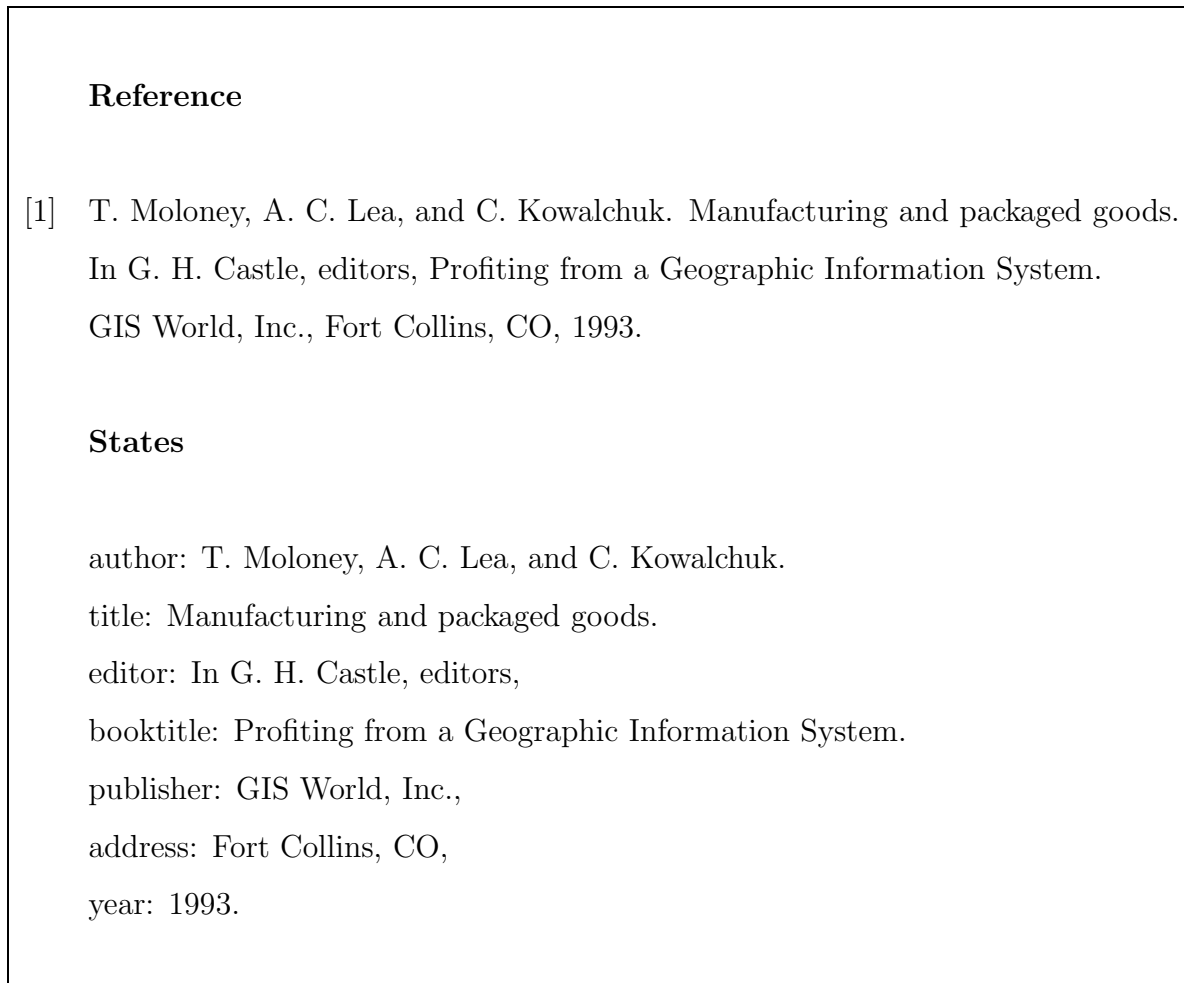 Reference
[1] T. Moloney, A. C. Lea, and C. Kowalchuk. Manufacturing and packaged goods.
In G. H. Castle, editors, Profiting from a Geographic Information System.
GIS World, Inc., Fort Collins, CO, 1993.
States
author: T. Moloney, A. C. Lea, and C. Kowalchuk.
title: Manufacturing and packaged goods.
editor: In G. H. Castle, editors,
booktitle: Profiting from a Geographic Information System.
publisher: GIS World, Inc.,
address: Fort Collins, CO,
year: 1993.